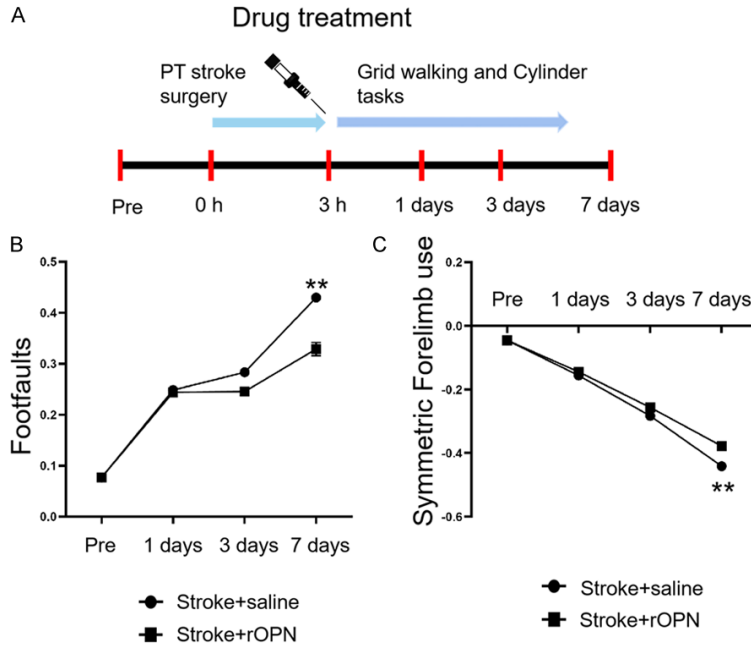 A
Drug treatment
PT stroke
surgery
Grid walking and Cylinder
tasks
Pre
0 h
3 h
1 days
3 days
7 days
B
Footfaults
0.5
0.4
0.3
0.2
0.1
0.0
**
Pre
1 days
3 days
7 days
Stroke+saline
Stroke+rOPN
C
Symmetric Forelimb use
0.2
0.0
-0.2
-0.4
-0.6
Pre
1 days
3 days
7 days
**
Stroke+saline
Stroke+rOPN